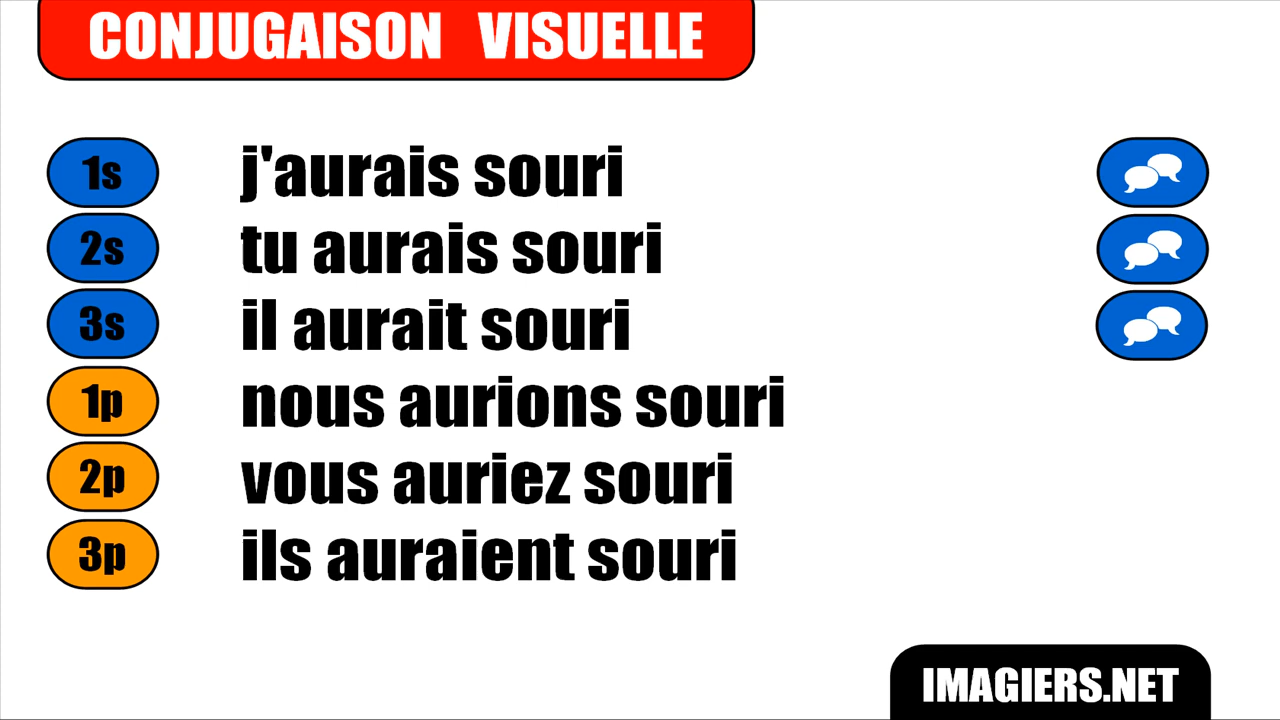 CONJUGAISON VISUELLE
1s j'aurais souri
2s tu aurais souri
3s il aurait souri
1p nous aurions souri
2p vous auriez souri
3p ils auraient souri
IMAGIERS.NET